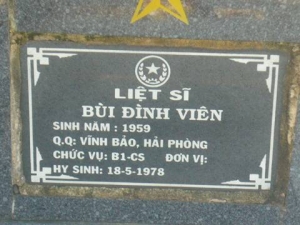 LIỆT SĨ
BÙI ĐÌNH VIÊN
SINH NĂM : 1959
Q.Q: VĨNH BẢO, HẢI PHÒNG
CHỨC VỤ: B1-CS ĐƠN VỊ:
HY SINH: 18-5-1978